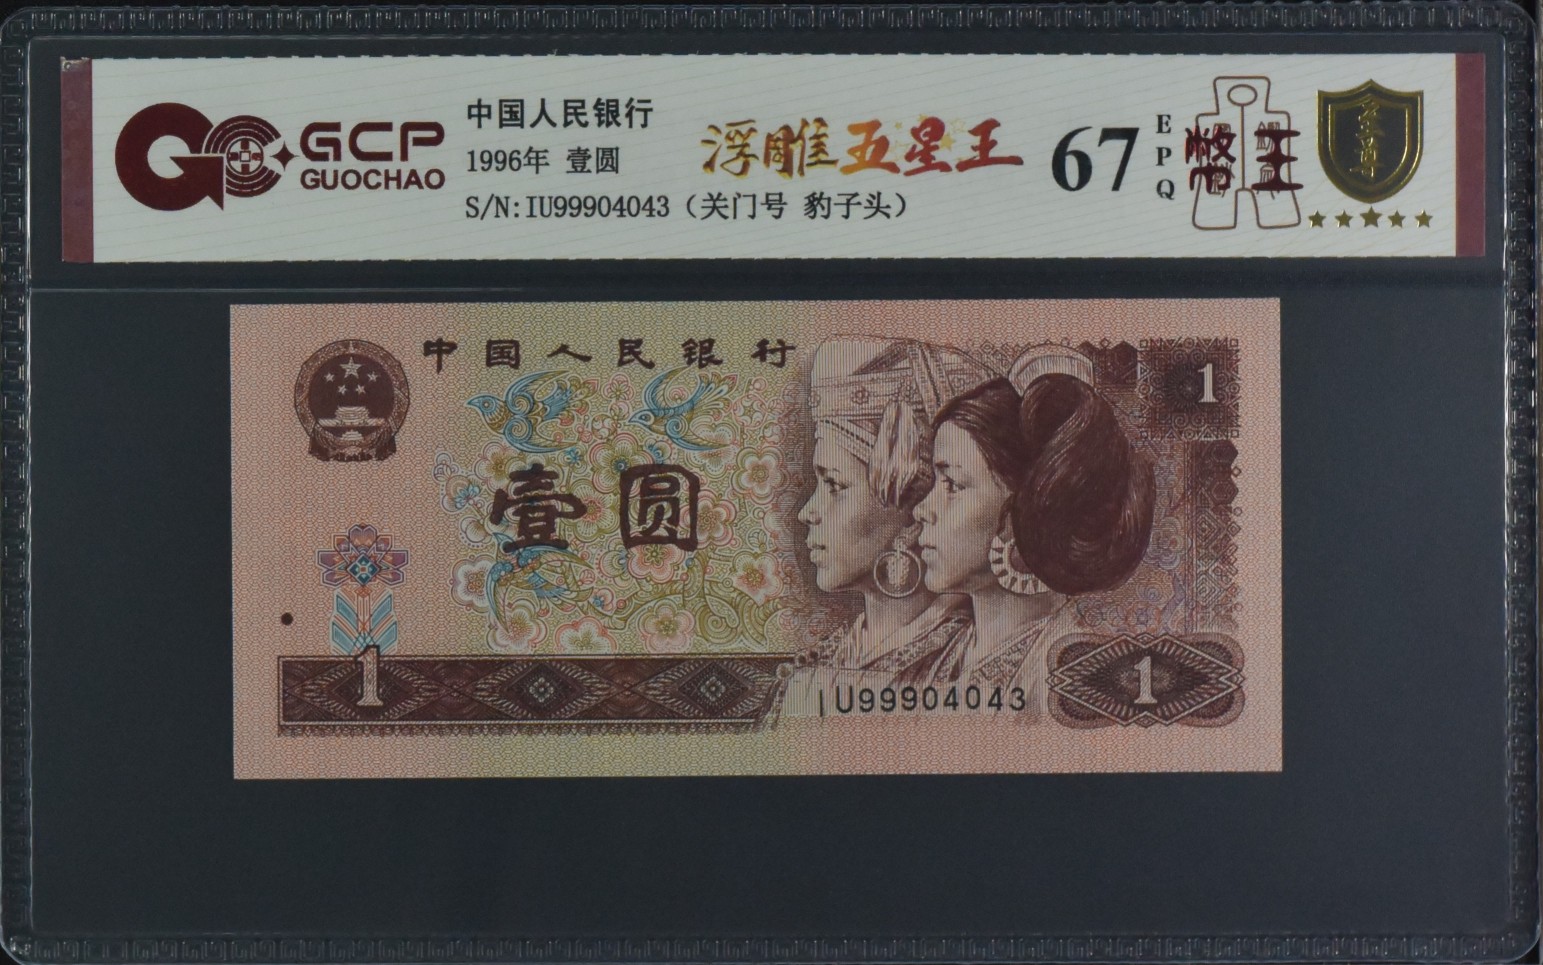 GCP
GUOCHAO
中国人民银行
1996年 壹圆
S/N:IU99904043（关门号 豹子头）
浮雕五星王
67
EPQ
至尊
中国人民银行
1
壹圆
1
IU99904043
1